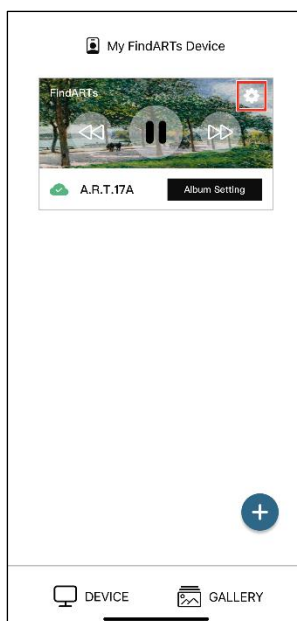 My FindARTs Device
FindARTs
A.R.T.17A
Album Setting
DEVICE
GALLERY